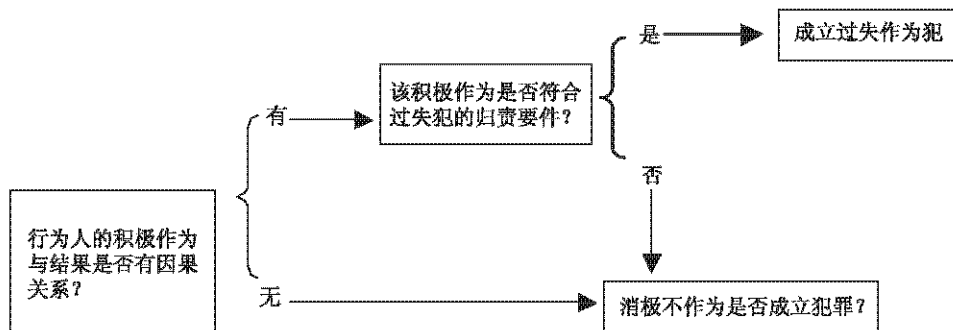 是
成立过失作为犯
该积极作为是否符合
过失犯的归责要件？
有
否
行为人的积极作为
与结果是否有因果
关系？
无
消极不作为是否成立犯罪？